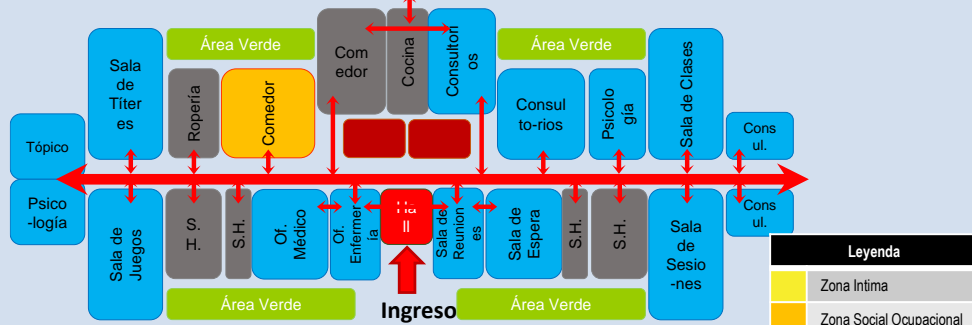 Área Verde
Com
edor
Cocina
Consultori
os
Área Verde
Sala
de
Títer
es
Ropería
Comedor
Consul
to-rios
Psicolo
gía
Sala de Clases
Tópico
Cons
ul.
Psico
-logía
Sala de
Juegos
S.
H.
S.H.
Of.
Médico
Of.
Enfermer
ía
Ha
ll
Sala de
Reunion
es
Sala de
Espera
S.H.
S.H.
Sala
de
Sesio
-nes
Cons
ul.
Área Verde
Ingreso
Área Verde
Leyenda
Zona Intima
Zona Social Ocupacional